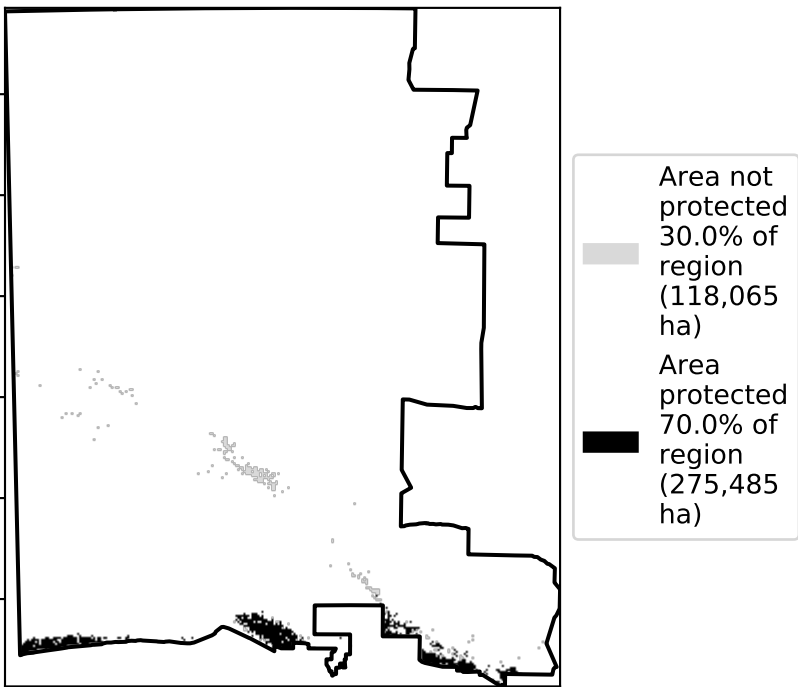 Area not
protected
30.0% of
region
(118,065
ha)
Area
protected
70.0% of
region
(275,485
ha)